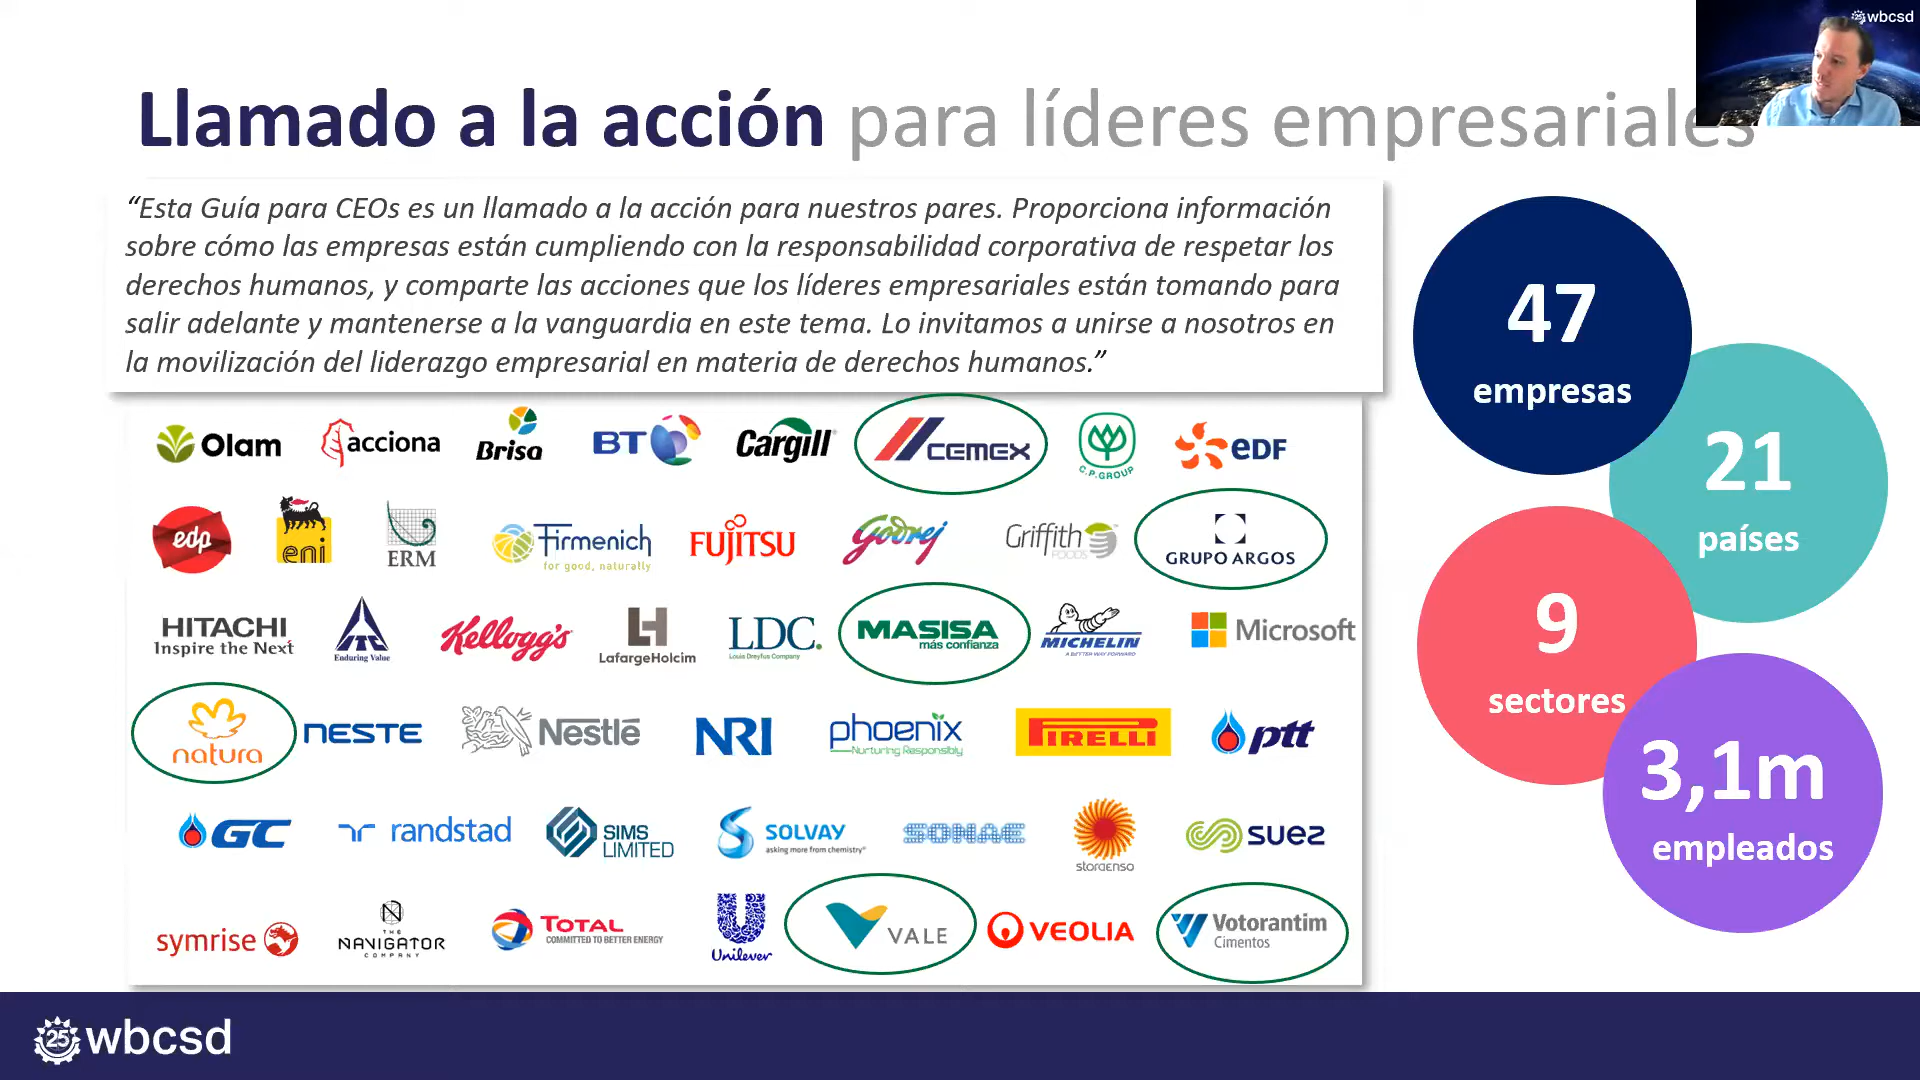 wbcsd
Llamado a la acción para líderes empresariales
“Esta Guía para CEOs es un llamado a la acción para nuestros pares. Proporciona información
sobre cómo las empresas están cumpliendo con la responsabilidad corporativa de respetar los
derechos humanos, y comparte las acciones que los líderes empresariales están tomando para
salir adelante y mantenerse a la vanguardia en este tema. Lo invitamos a unirse a nosotros en
la movilización del liderazgo empresarial en materia de derechos humanos.”
47
empresas
21
países
9
sectores
3,1m
empleados
Olam
acciona
Brisa
BT
Cargill
CEMEX
C.P.GROUP
eDF
edp
eni
ERM
Firmenich
for good, naturally
FUJITSU
Godrej
Griffith
FOODS
GRUPO ARGOS
HITACHI
Inspire the Next
ITC
Enduring Value
Kellogg's
LH
LafargeHolcim
LDC.
Louis Dreyfus Company
MASISA
más confianza
MICHELIN
A BETTER WAY FORWARD
Microsoft
natura
NESTE
Nestlé
NRI
phoenix
Nurturing Responsibly
PIRELLI
ptt
GC
randstad
SIMS
LIMITED
SOLVAY
asking more from chemistry®
SONAE
storaenso
suez
symrise
THE
NAVIGATOR
COMPANY
TOTAL
COMMITTED TO BETTER ENERGY
Unilever
VALE
VEOLIA
Votorantim
Cimentos
25 wbcsd